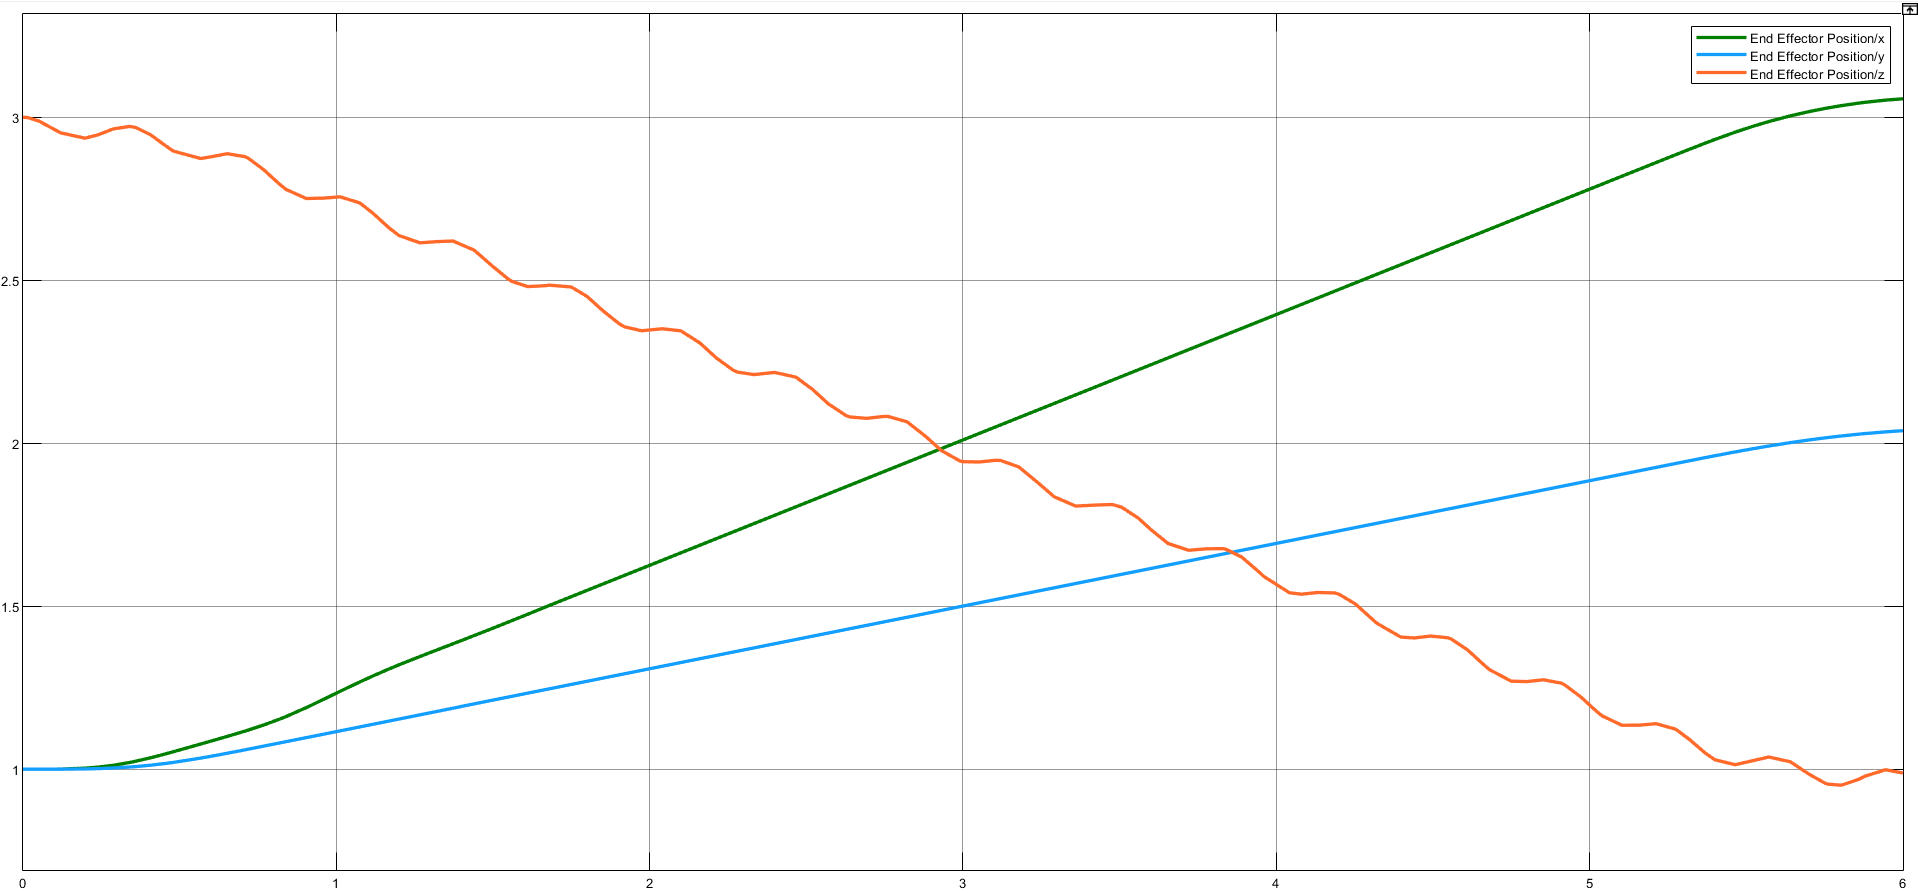 End Effector Position/x
End Effector Position/y
End Effector Position/z
3
2.5
2
1.5
1
0 1 2 3 4 5 6